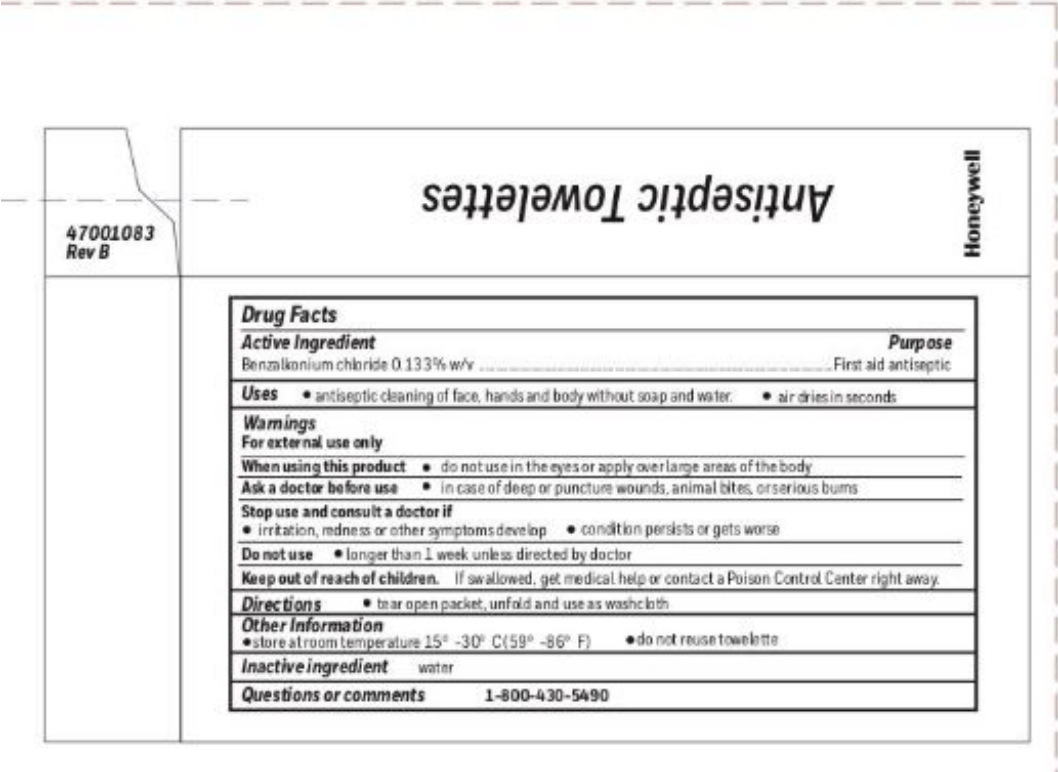 Antiseptic Towelettes
Honeywell
47001083
Rev B
Drug Facts
Active Ingredient Purpose
Benzalkonium chloride 0.133% w/v ........ First aid antiseptic
Uses • antiseptic cleaning of face, hands and body without soap and water. • air dries in seconds
Warnings
For external use only
When using this product • do not use in the eyes or apply over large areas of the body
Ask a doctor before use • in case of deep or puncture wounds, animal bites, or serious burns
Stop use and consult a doctor if
• irritation, redness or other symptoms develop • condition persists or gets worse
Do not use • longer than 1 week unless directed by doctor
Keep out of reach of children. If swallowed, get medical help or contact a Poison Control Center right away.
Directions • tear open packet, unfold and use as washcloth
Other Information
• store at room temperature 15° -30° C(59° -86° F) • do not reuse towelette
Inactive ingredient water
Questions or comments 1-800-430-5490